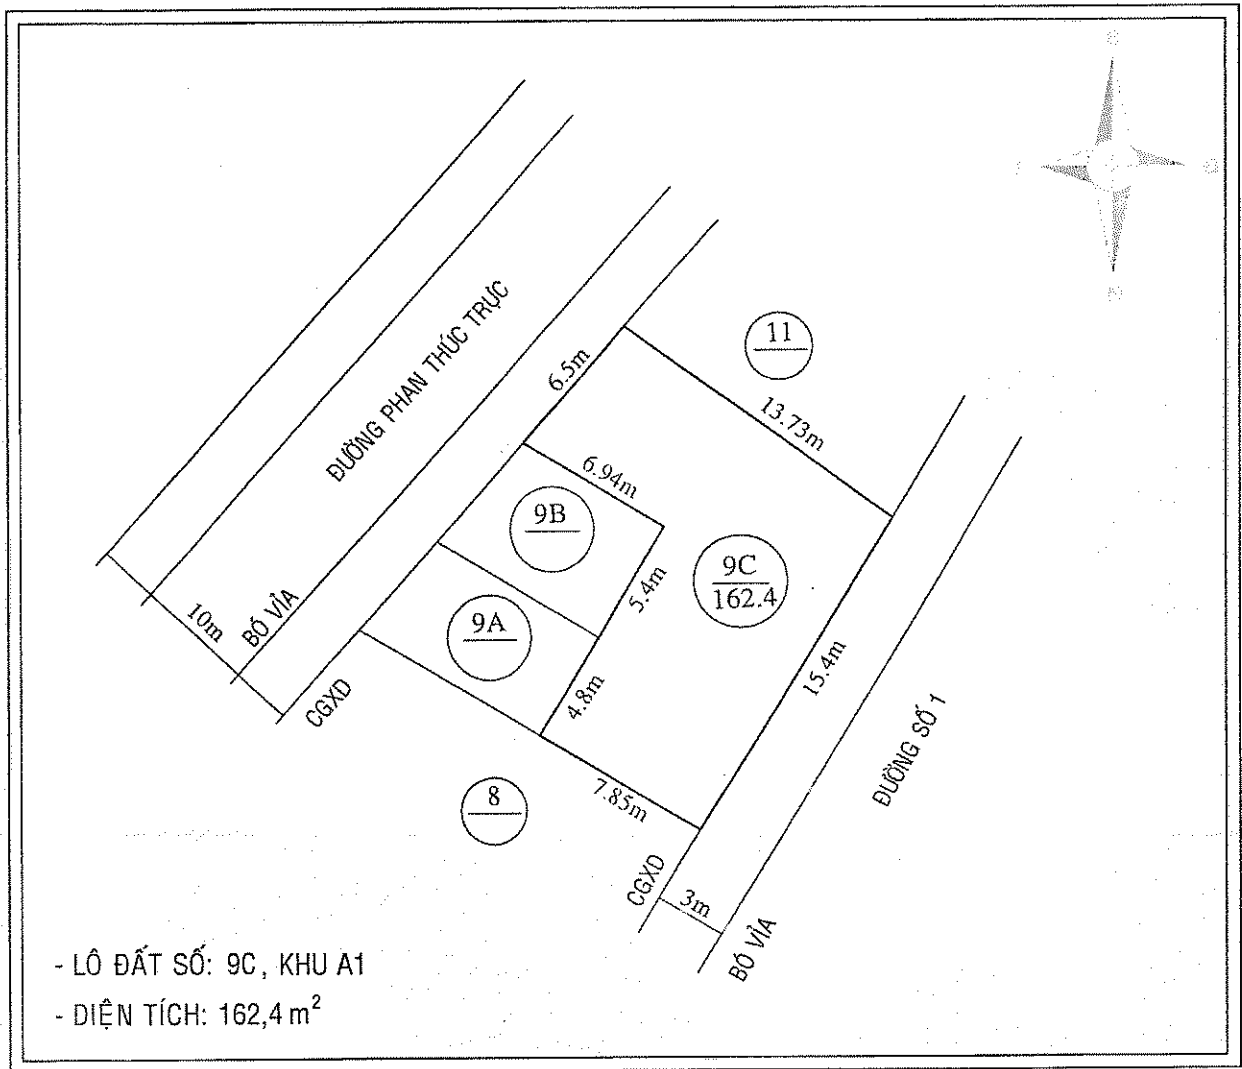 B
T
Đ
N
ĐƯỜNG PHAN THÚC TRỰC
6.5m
11
13.73m
6.94m
9B
9C
162.4
5.4m
10m
BÓ VỈA
9A
4.8m
15.4m
CGXD
ĐƯỜNG SỐ 1
8
7.85m
CGXD
3m
BÓ VỈA
- LÔ ĐẤT SỐ: 9C, KHU A1
- DIỆN TÍCH: 162,4 m²